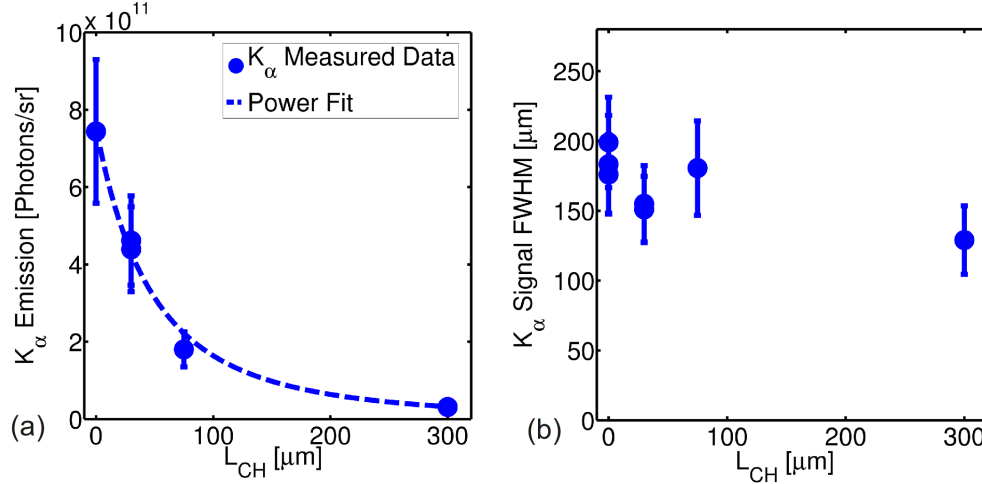 (a)
10 x 10^11
8
6
4
2
0
0 100 200 300
K_α Emission [Photons/sr]
L_CH [μm]
K_α Measured Data
Power Fit
(b)
250
200
150
100
50
0
0 100 200 300
K_α Signal FWHM [μm]
L_CH [μm]